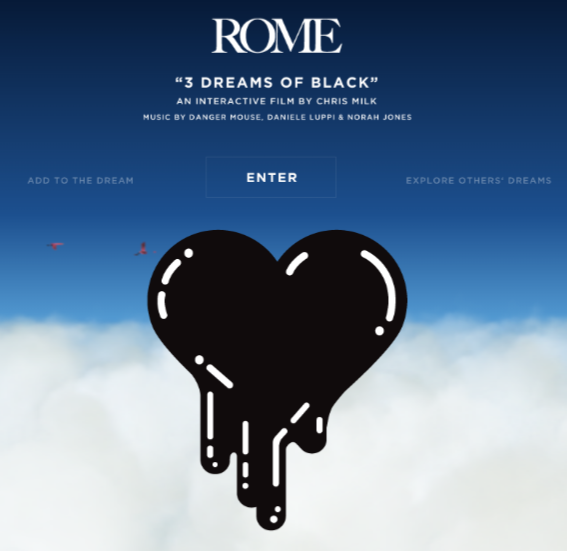 ROME
“3 DREAMS OF BLACK”
AN INTERACTIVE FILM BY CHRIS MILK
MUSIC BY DANGER MOUSE, DANIELE LUPPI & NORAH JONES
ADD TO THE DREAM
ENTER
EXPLORE OTHERS' DREAMS